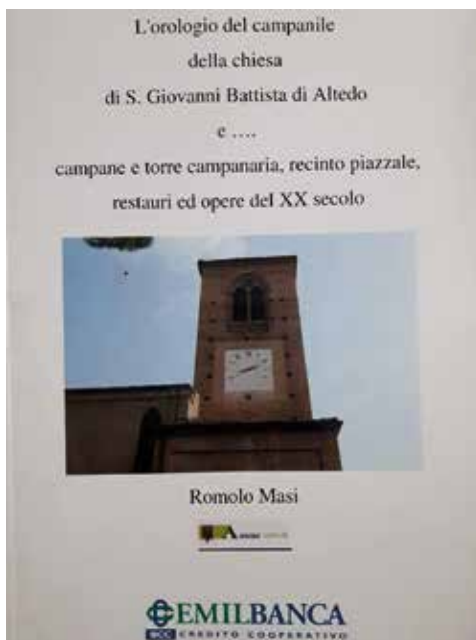 L'orologio del campanile
della chiesa
di S. Giovanni Battista di Altedo
e ....
campane e torre campanaria, recinto piazzale,
restauri ed opere del XX secolo
Romolo Masi
EMILBANCA
BCC CREDITO COOPERATIVO